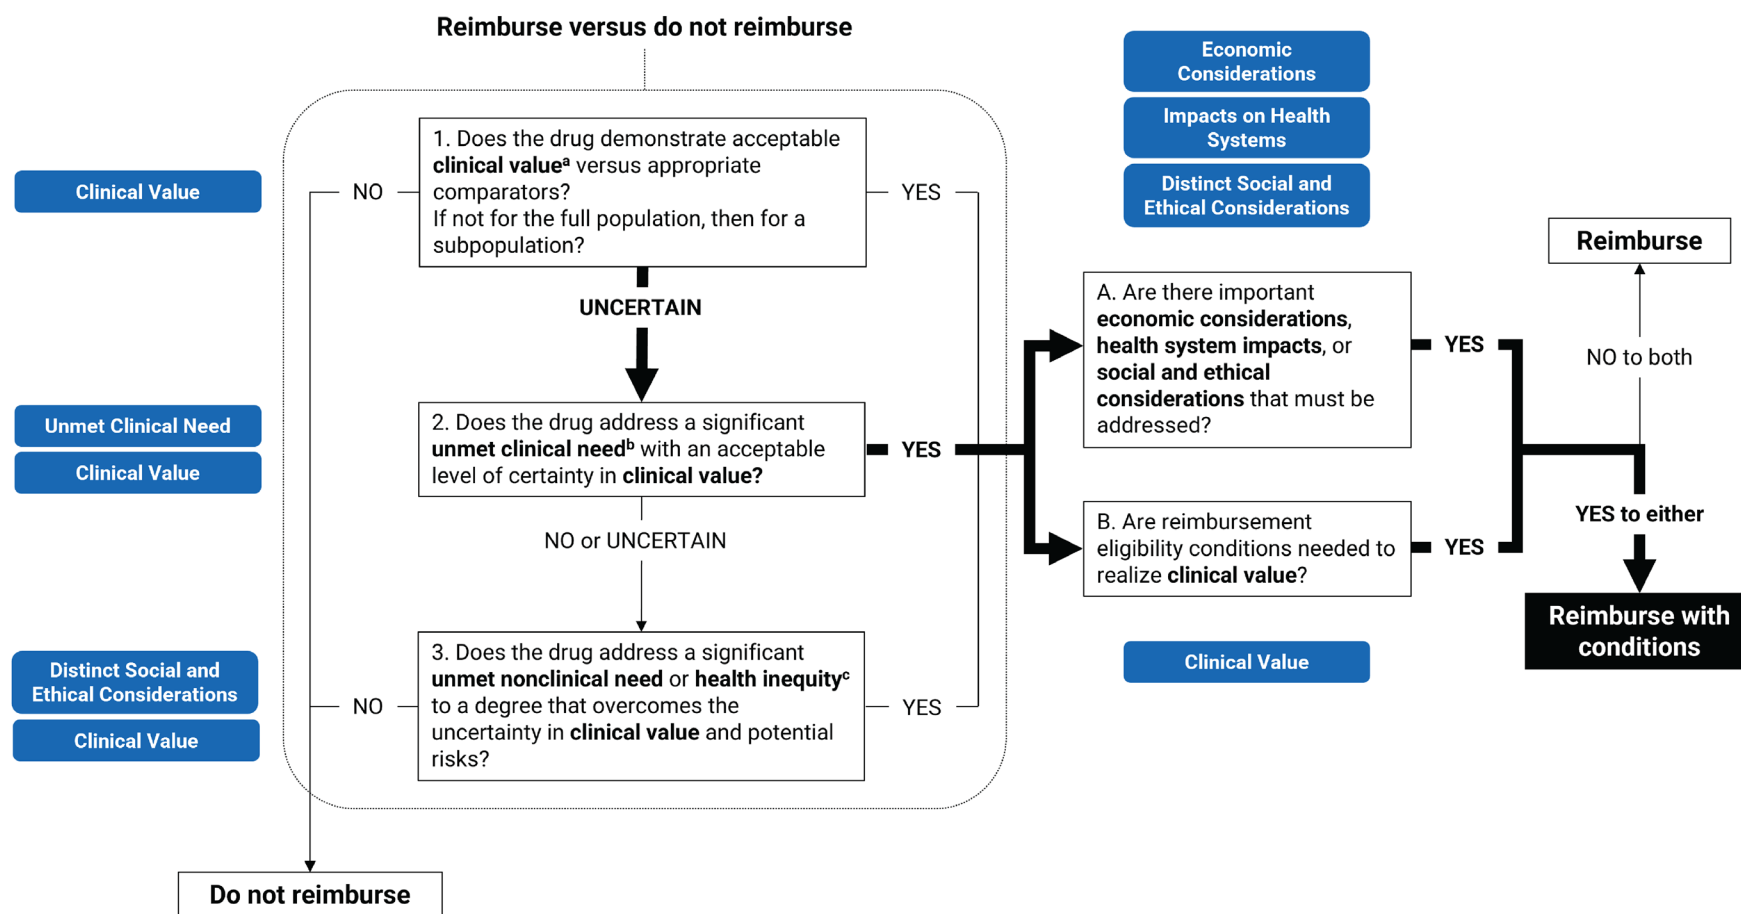 Reimburse versus do not reimburse
Clinical Value
1. Does the drug demonstrate acceptable
clinical valueᵃ versus appropriate
comparators?
If not for the full population, then for a
subpopulation?
NO
YES
UNCERTAIN
Unmet Clinical Need
Clinical Value
2. Does the drug address a significant
unmet clinical needᵇ with an acceptable
level of certainty in clinical value?
YES
NO or UNCERTAIN
Distinct Social and
Ethical Considerations
Clinical Value
3. Does the drug address a significant
unmet nonclinical need or health inequityᶜ
to a degree that overcomes the
uncertainty in clinical value and potential
risks?
NO
YES
Do not reimburse
Economic
Considerations
Impacts on Health
Systems
Distinct Social and
Ethical Considerations
A. Are there important
economic considerations,
health system impacts, or
social and ethical
considerations that must be
addressed?
YES
B. Are reimbursement
eligibility conditions needed to
realize clinical value?
YES
Clinical Value
Reimburse
NO to both
YES to either
Reimburse with
conditions